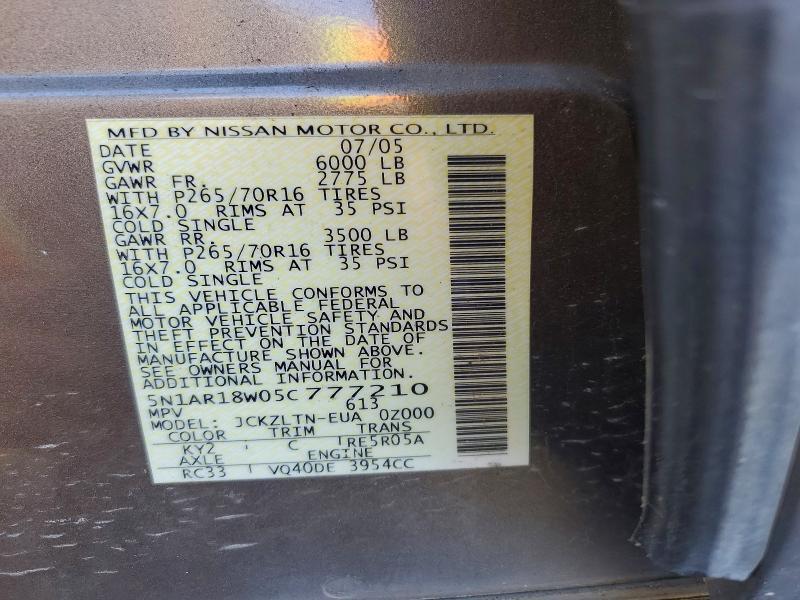 MFD BY NISSAN MOTOR CO., LTD.
DATE 07/05
GVWR 6000 LB
GAWR FR. 2775 LB
WITH P265/70R16 TIRES
16X7.0 RIMS AT 35 PSI
COLD SINGLE
GAWR RR. 3500 LB
WITH P265/70R16 TIRES
16X7.0 RIMS AT 35 PSI
COLD SINGLE
THIS VEHICLE CONFORMS TO
ALL APPLICABLE FEDERAL
MOTOR VEHICLE SAFETY AND
THEFT PREVENTION STANDARDS
IN EFFECT ON THE DATE OF
MANUFACTURE SHOWN ABOVE.
SEE OWNERS MANUAL FOR
ADDITIONAL INFORMATION.
5N1AR18W05C777210
MPV 613
MODEL: JCKZLTN-EUA 0Z000
COLOR TRIM TRANS
KY2 C RE5R05A
AXLE ENGINE
RC33 VQ40DE 3954CC